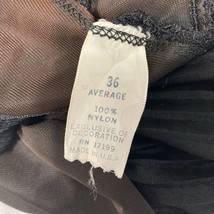 36
AVERAGE
100%
NYLON
EXCLUSIVE OF
DECORATION
RN 17199
MADE IN U.S.A.